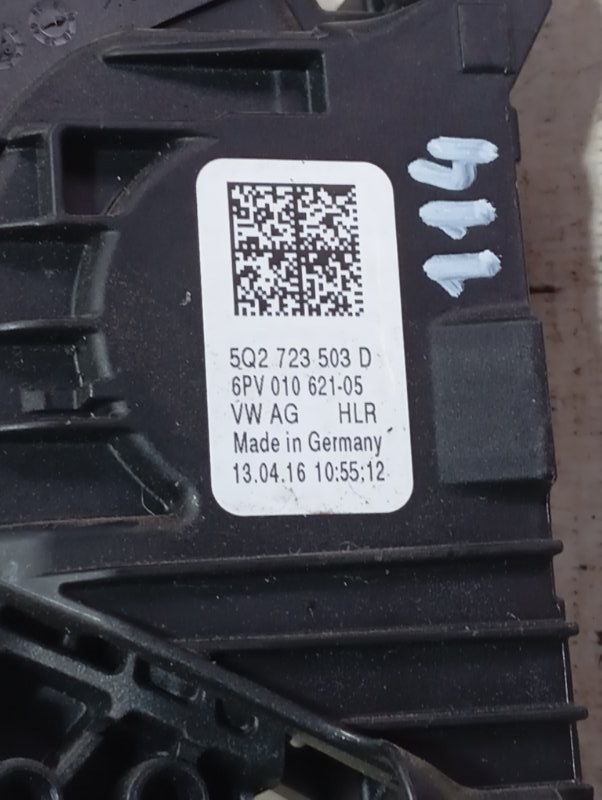 5Q2 723 503 D
6PV 010 621-05
VW AG HLR
Made in Germany
13.04.16 10:55:12
114